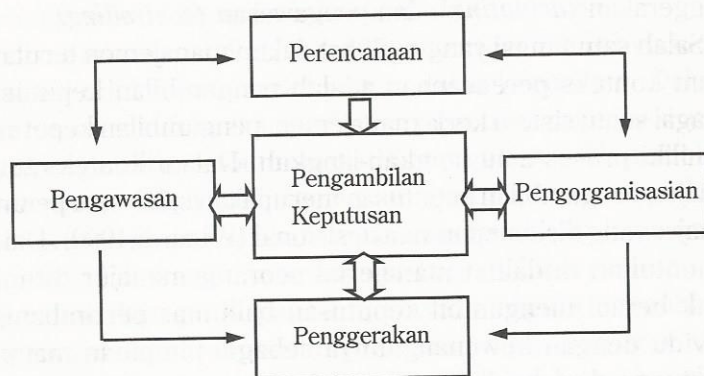 Perencanaan
Pengawasan
Pengambilan
Keputusan
Pengorganisasian
Penggerakan